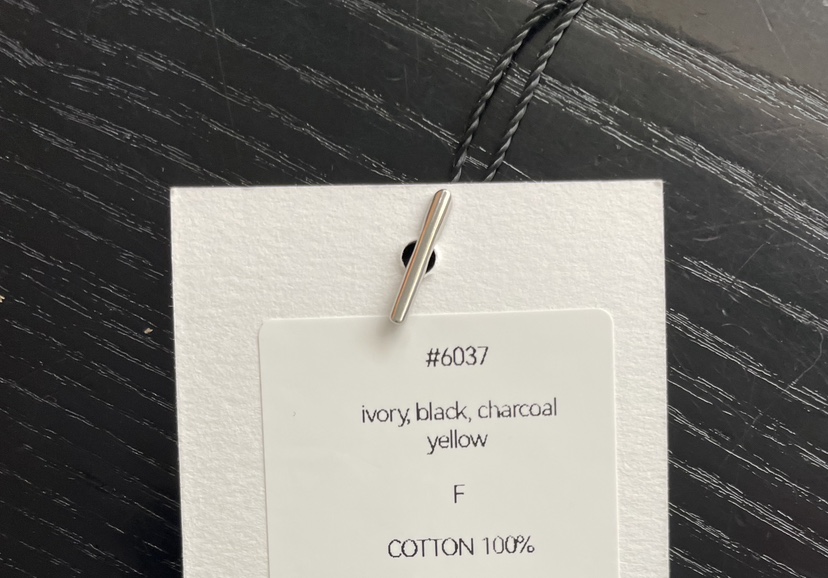 #6037
ivory, black, charcoal
yellow
F
COTTON 100%